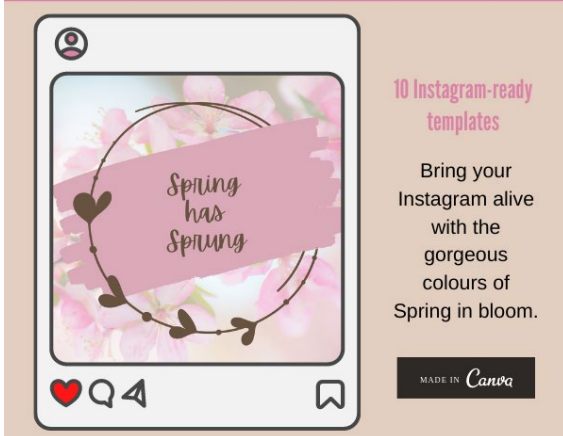 Spring
has
Sprung
10 Instagram-ready
templates
Bring your
Instagram alive
with the
gorgeous
colours of
Spring in bloom.
MADE IN Canva